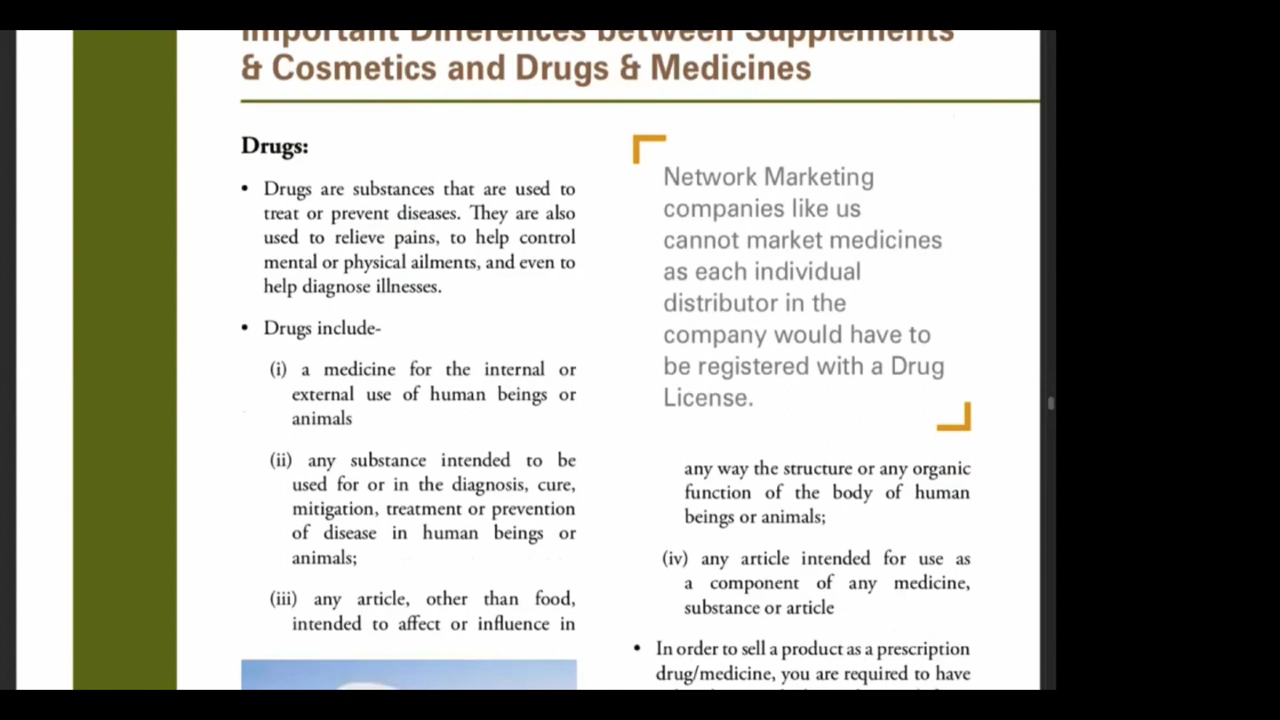 Important Differences between Supplements
& Cosmetics and Drugs & Medicines
Drugs:
• Drugs are substances that are used to
treat or prevent diseases. They are also
used to relieve pains, to help control
mental or physical ailments, and even to
help diagnose illnesses.
• Drugs include-
(i) a medicine for the internal or
external use of human beings or
animals
(ii) any substance intended to be
used for or in the diagnosis, cure,
mitigation, treatment or prevention
of disease in human beings or
animals;
(iii) any article, other than food,
intended to affect or influence in
Network Marketing
companies like us
cannot market medicines
as each individual
distributor in the
company would have to
be registered with a Drug
License.
any way the structure or any organic
function of the body of human
beings or animals;
(iv) any article intended for use as
a component of any medicine,
substance or article
• In order to sell a product as a prescription
drug/medicine, you are required to have